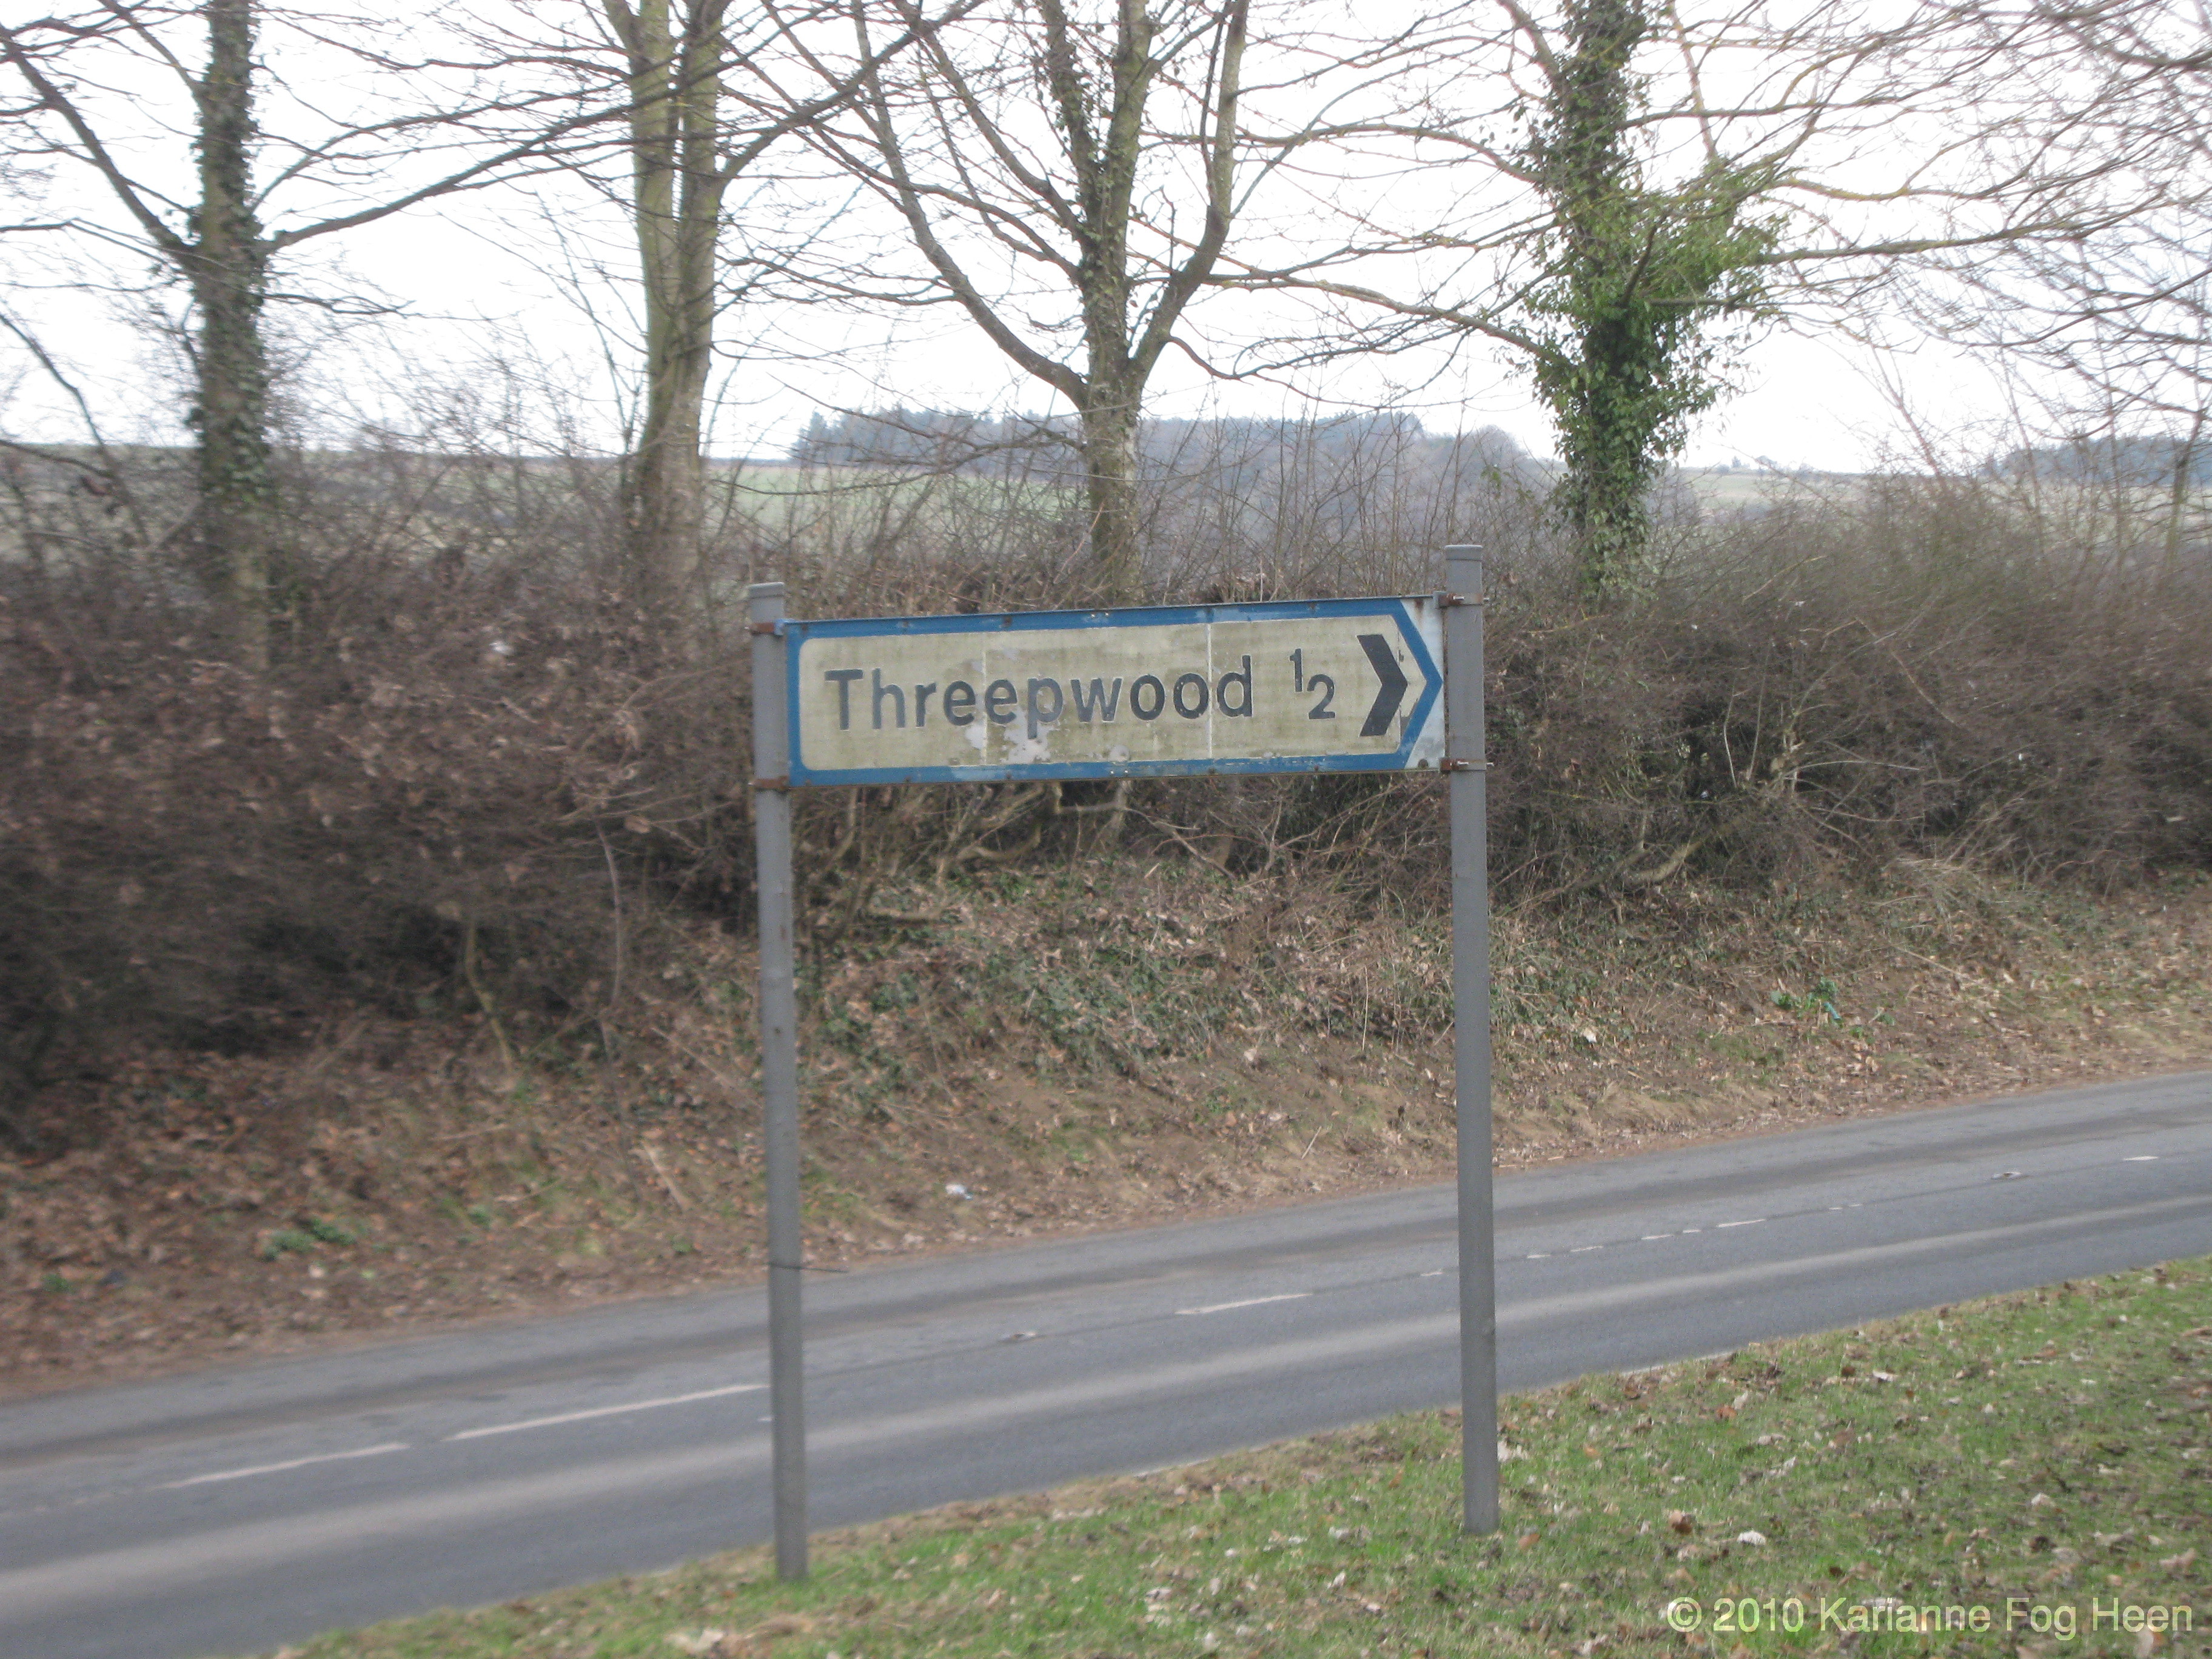 Threepwood ½
© 2010 Karianne Fog Heen